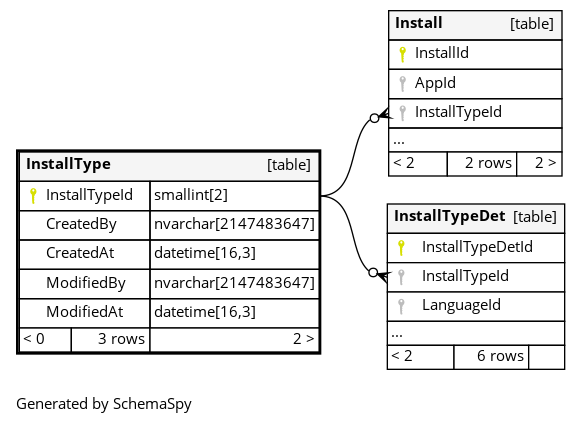 Install [table]
InstallId
AppId
InstallTypeId
...
< 2 2 rows 2 >
InstallType [table]
InstallTypeId smallint[2]
CreatedBy nvarchar[2147483647]
CreatedAt datetime[16,3]
ModifiedBy nvarchar[2147483647]
ModifiedAt datetime[16,3]
< 0 3 rows 2 >
InstallTypeDet [table]
InstallTypeDetId
InstallTypeId
LanguageId
...
< 2 6 rows
Generated by SchemaSpy